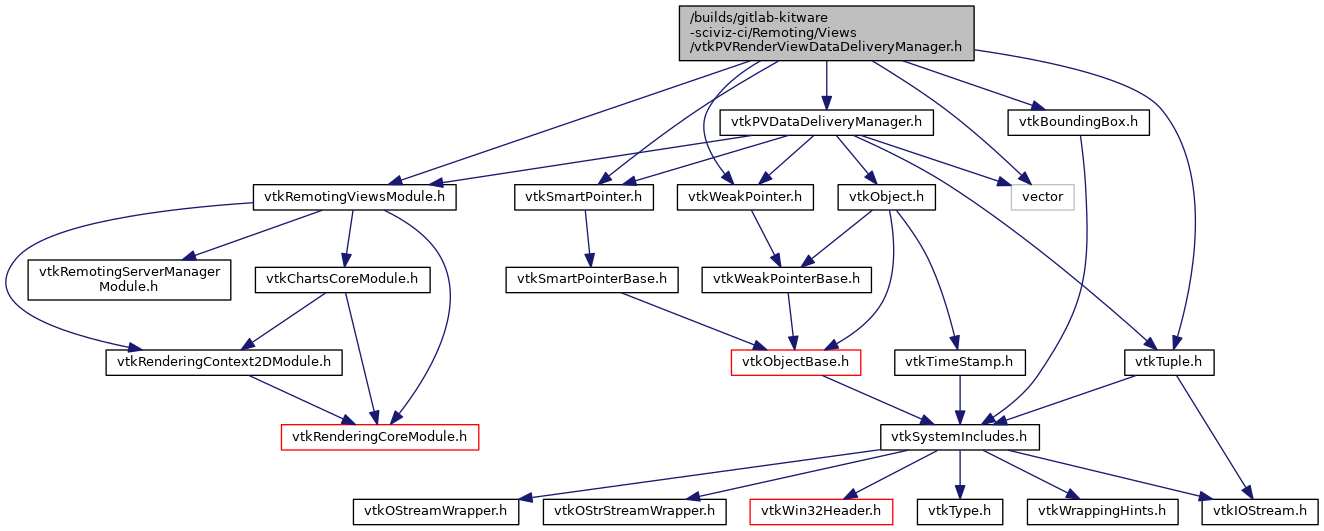 /builds/gitlab-kitware
-sciviz-ci/Remoting/Views
/vtkPVRenderViewDataDeliveryManager.h
vtkPVDataDeliveryManager.h
vtkBoundingBox.h
vtkRemotingViewsModule.h
vtkSmartPointer.h
vtkWeakPointer.h
vtkObject.h
vector
vtkRemotingServerManager
Module.h
vtkChartsCoreModule.h
vtkSmartPointerBase.h
vtkWeakPointerBase.h
vtkRenderingContext2DModule.h
vtkObjectBase.h
vtkTimeStamp.h
vtkTuple.h
vtkRenderingCoreModule.h
vtkSystemIncludes.h
vtkOStreamWrapper.h
vtkOStrStreamWrapper.h
vtkWin32Header.h
vtkType.h
vtkWrappingHints.h
vtkIOStream.h